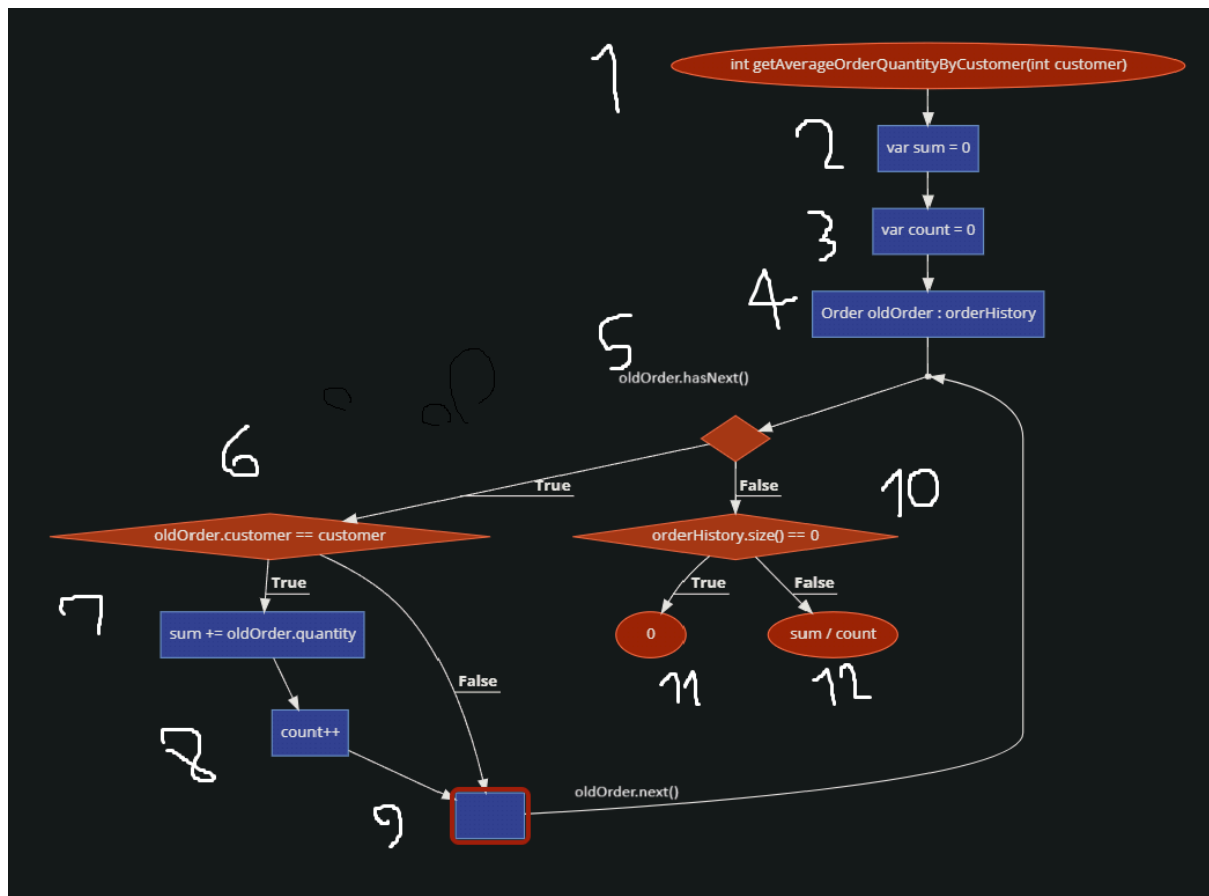 1
int getAverageOrderQuantityByCustomer(int customer)
2
var sum = 0
3
var count = 0
4
Order oldOrder : orderHistory
5
oldOrder.hasNext()
6
True
False
10
oldOrder.customer == customer
orderHistory.size() == 0
True
True
False
7
sum += oldOrder.quantity
0
sum / count
False
11
12
8
count++
oldOrder.next()
9